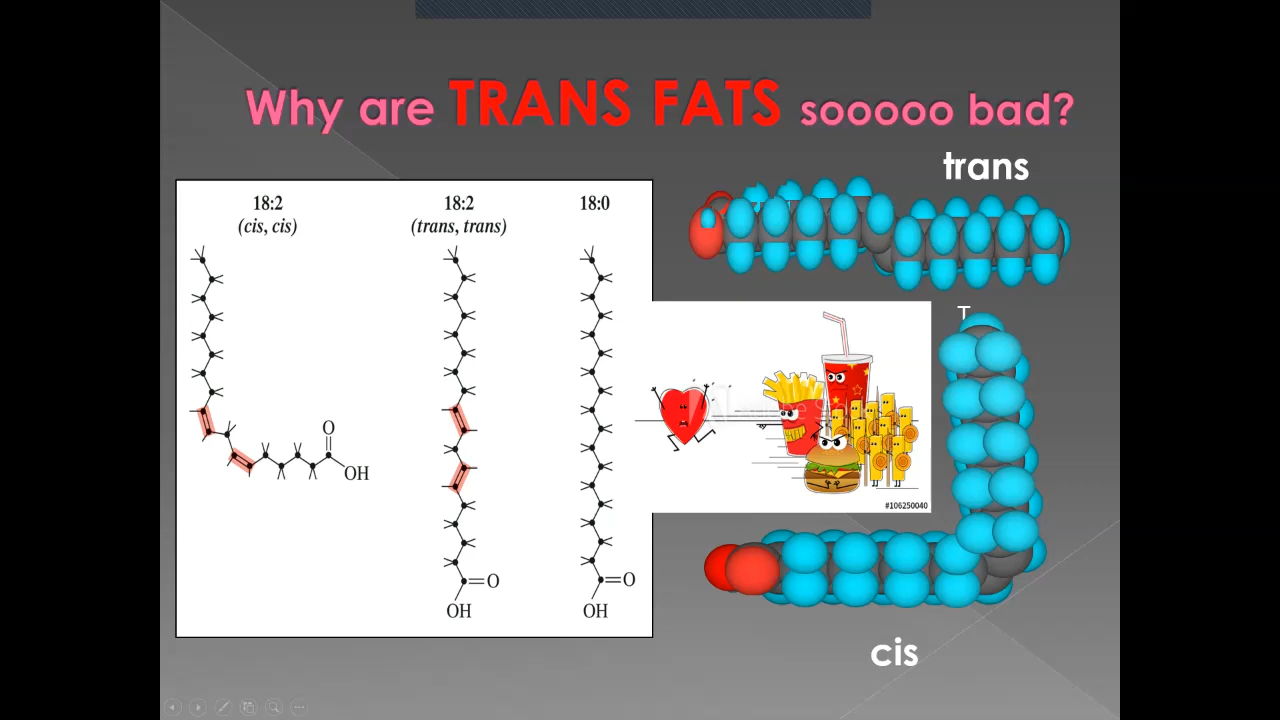 Why are TRANS FATS sooooo bad?
trans
18:2
(cis, cis)
18:2
(trans, trans)
18:0
O
OH
O
OH
O
OH
T
#106250040
cis